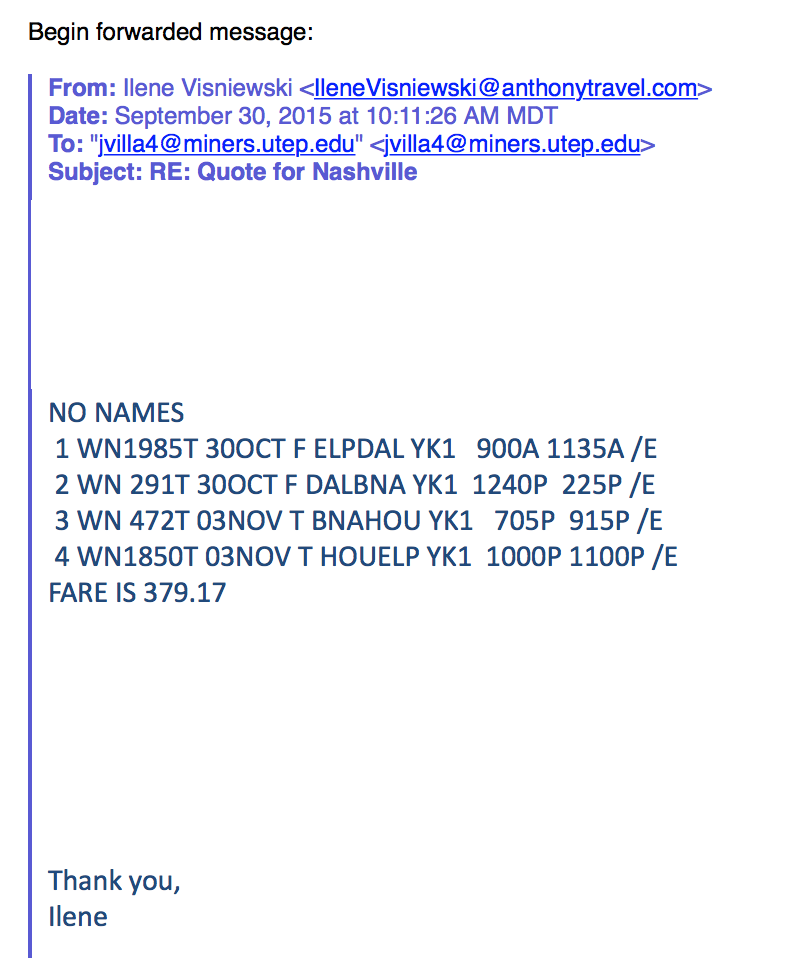 Begin forwarded message:
From: Ilene Visniewski <IleneVisniewski@anthonytravel.com>
Date: September 30, 2015 at 10:11:26 AM MDT
To: "jvilla4@miners.utep.edu" <jvilla4@miners.utep.edu>
Subject: RE: Quote for Nashville
NO NAMES
1 WN1985T 30OCT F ELPDAL YK1 900A 1135A /E
2 WN 291T 30OCT F DALBNA YK1 1240P 225P /E
3 WN 472T 03NOV T BNAHOU YK1 705P 915P /E
4 WN1850T 03NOV T HOUELP YK1 1000P 1100P /E
FARE IS 379.17
Thank you,
Ilene